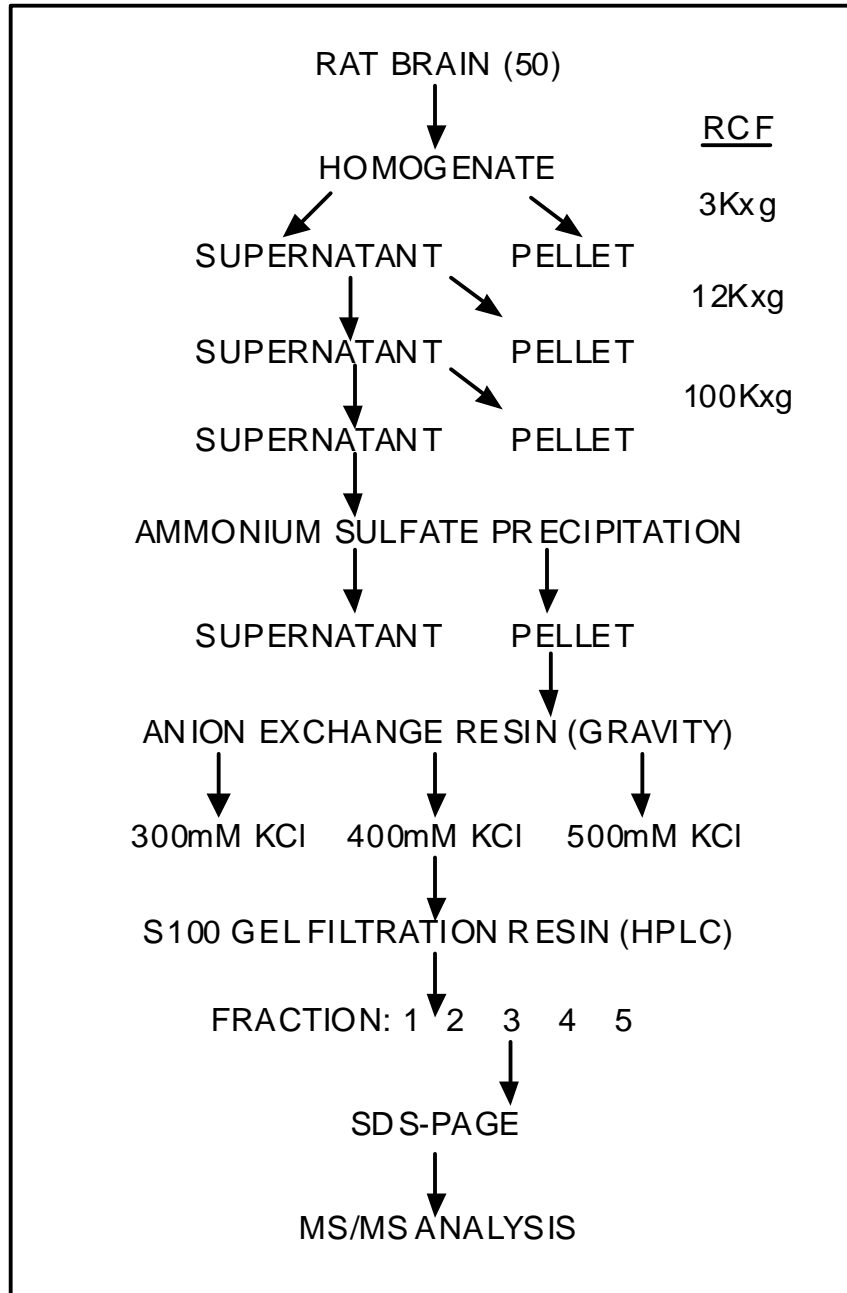 RAT BRAIN (50)
RCF
HOMOGENATE
3Kxg
SUPERNATANT PELLET
12Kxg
SUPERNATANT PELLET
100Kxg
SUPERNATANT PELLET
AMMONIUM SULFATE PRECIPITATION
SUPERNATANT PELLET
ANION EXCHANGE RESIN (GRAVITY)
300mM KCl 400mM KCl 500mM KCl
S100 GEL FILTRATION RESIN (HPLC)
FRACTION: 1 2 3 4 5
SDS-PAGE
MS/MS ANALYSIS